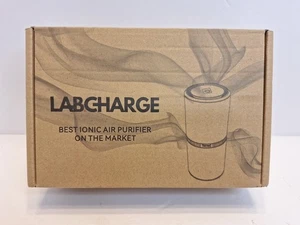 LABCHARGE
BEST IONIC AIR PURIFIER
ON THE MARKET